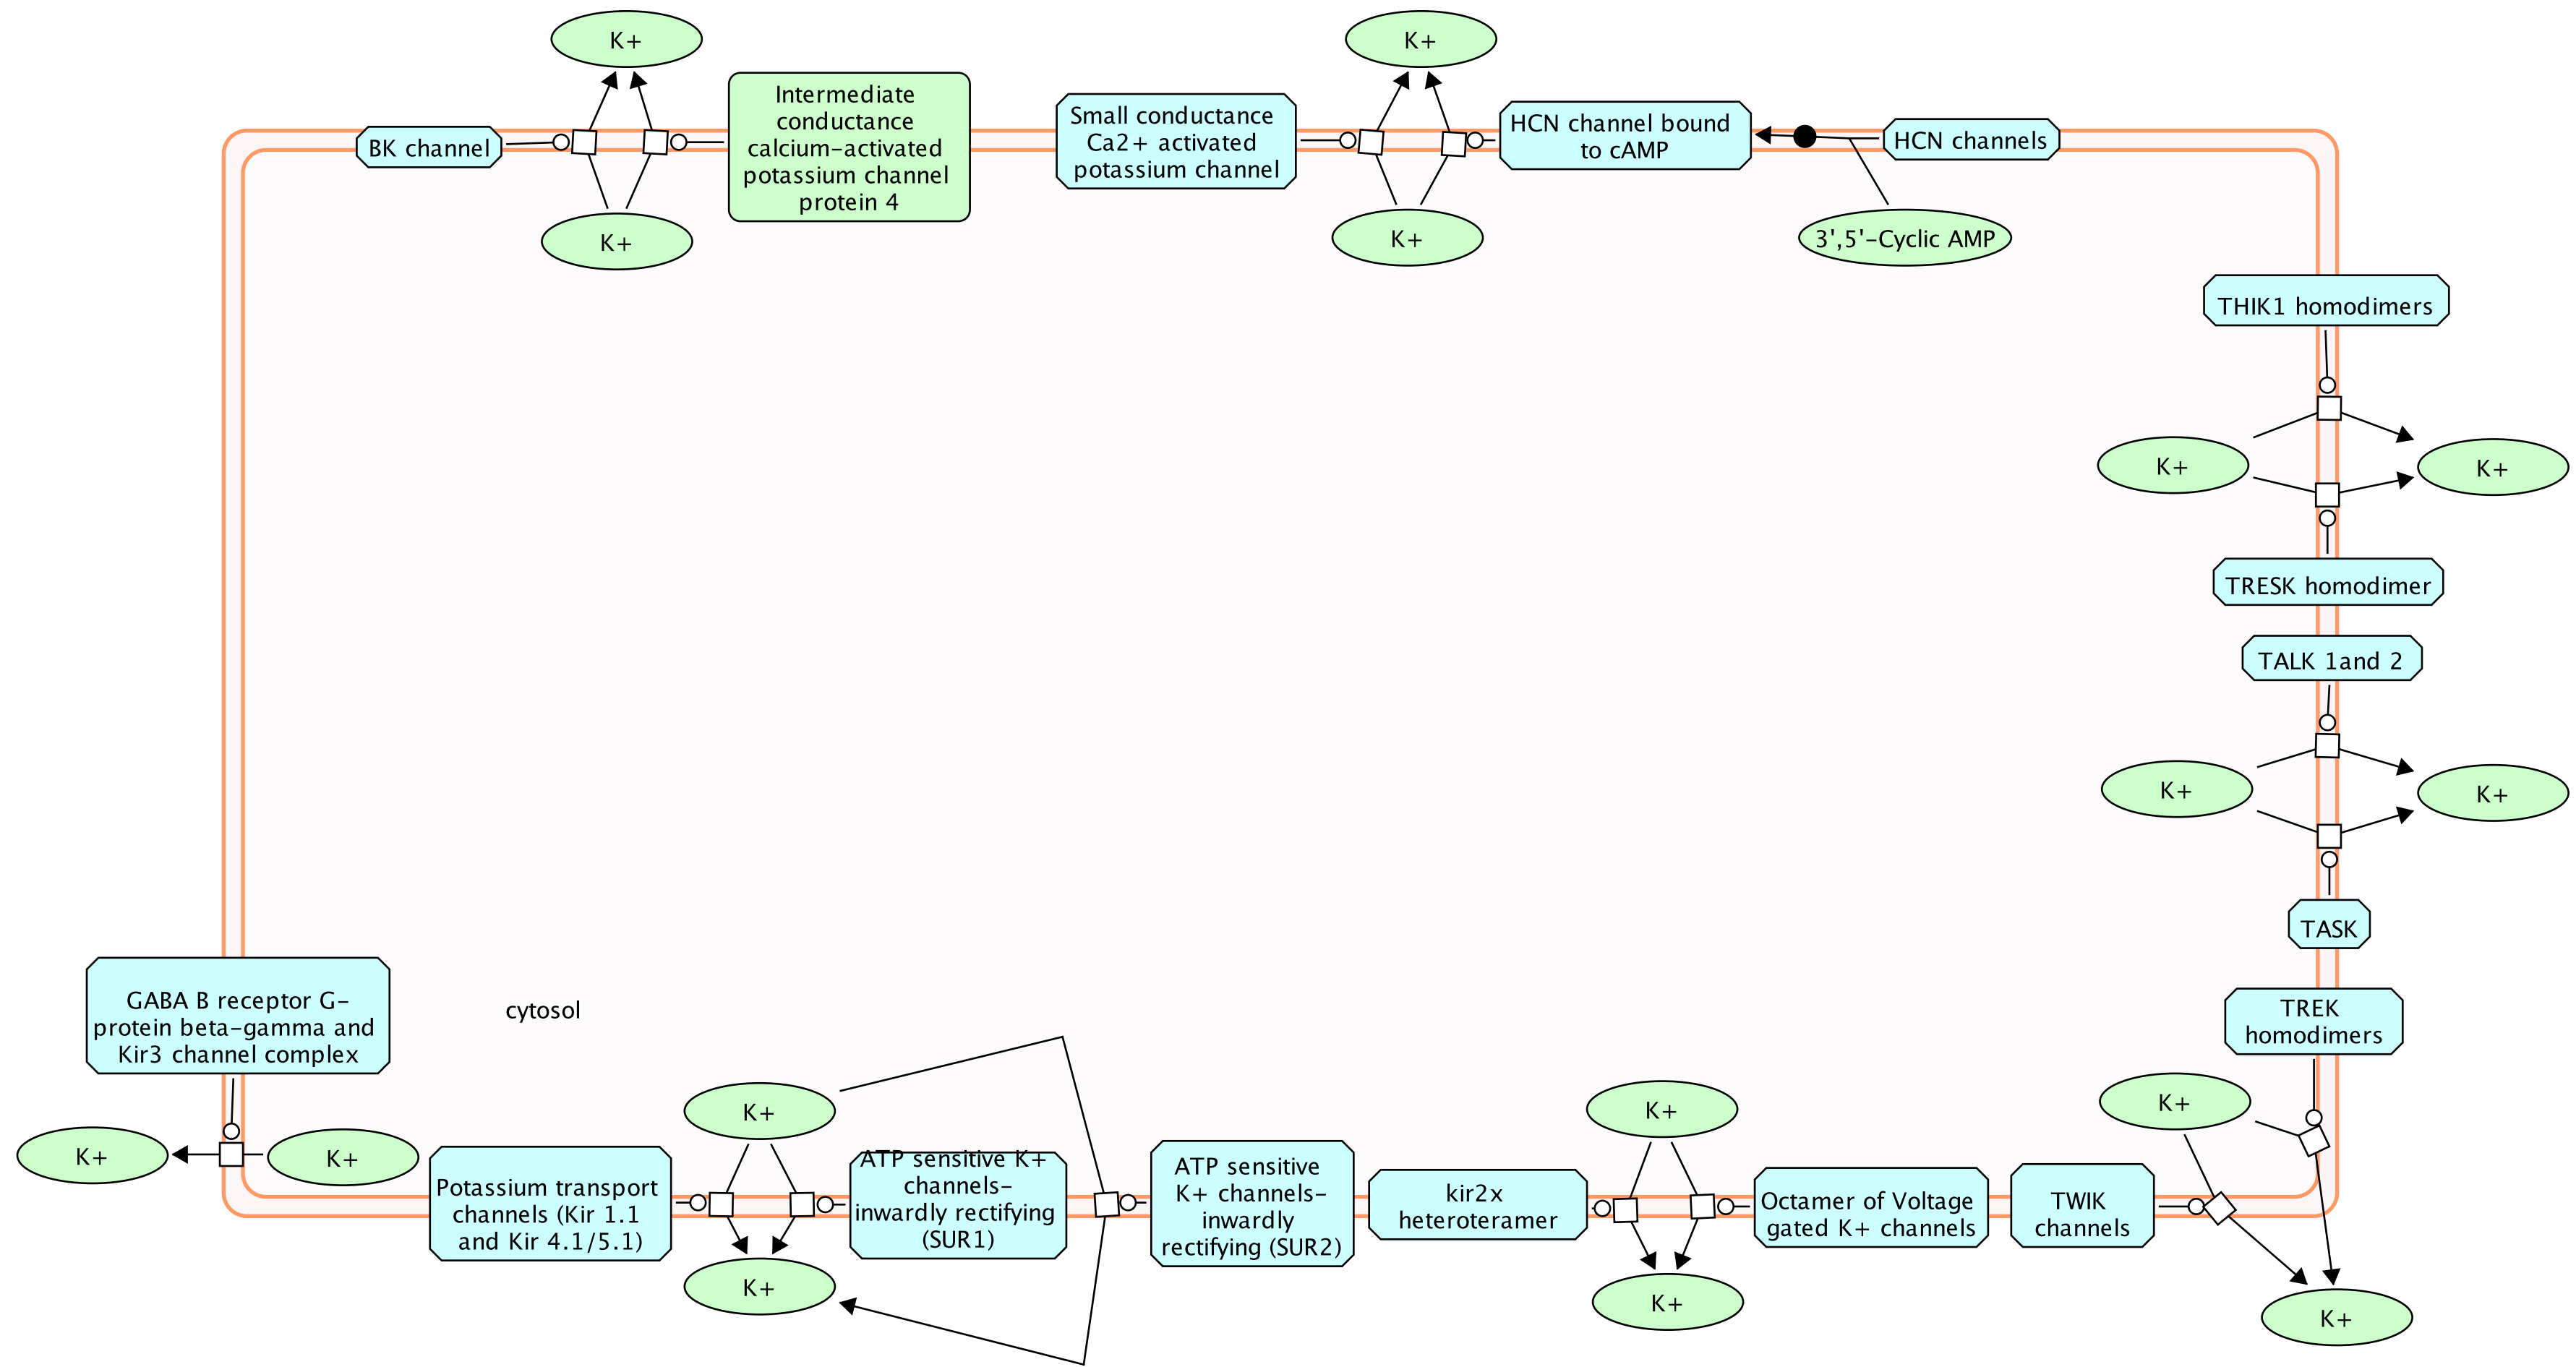 K+
K+
Intermediate
conductance
calcium-activated
potassium channel
protein 4
BK channel
Small conductance
Ca2+ activated
potassium channel
HCN channel bound
to cAMP
HCN channels
K+
K+
3',5'-Cyclic AMP
THIK1 homodimers
K+
K+
TRESK homodimer
TALK 1and 2
K+
K+
TASK
GABA B receptor G-
protein beta-gamma and
Kir3 channel complex
cytosol
TREK
homodimers
K+
K+
K+
K+
K+
Potassium transport
channels (Kir 1.1
and Kir 4.1/5.1)
ATP sensitive K+
channels-
inwardly rectifying
(SUR1)
ATP sensitive
K+ channels-
inwardly
rectifying (SUR2)
kir2x
heteroteramer
Octamer of Voltage
gated K+ channels
TWIK
channels
K+
K+
K+